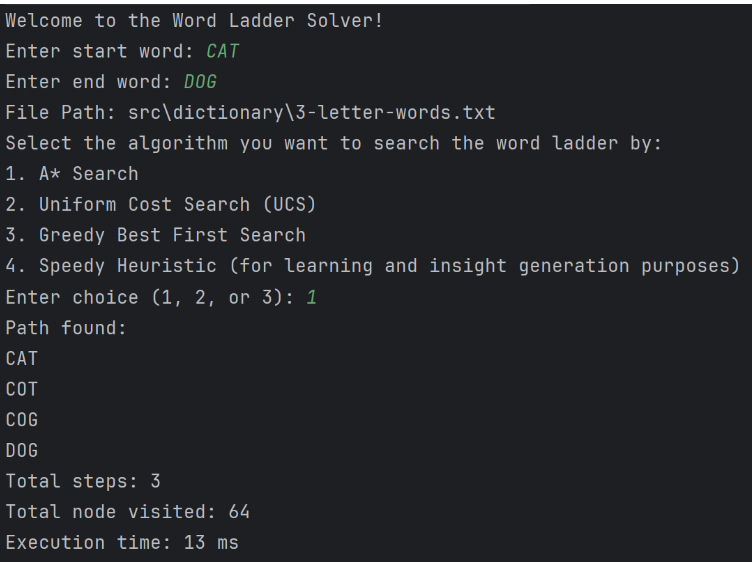 Welcome to the Word Ladder Solver!
Enter start word: CAT
Enter end word: DOG
File Path: src\dictionary\3-letter-words.txt
Select the algorithm you want to search the word ladder by:
1. A* Search
2. Uniform Cost Search (UCS)
3. Greedy Best First Search
4. Speedy Heuristic (for learning and insight generation purposes)
Enter choice (1, 2, or 3): 1
Path found:
CAT
COT
COG
DOG
Total steps: 3
Total node visited: 64
Execution time: 13 ms